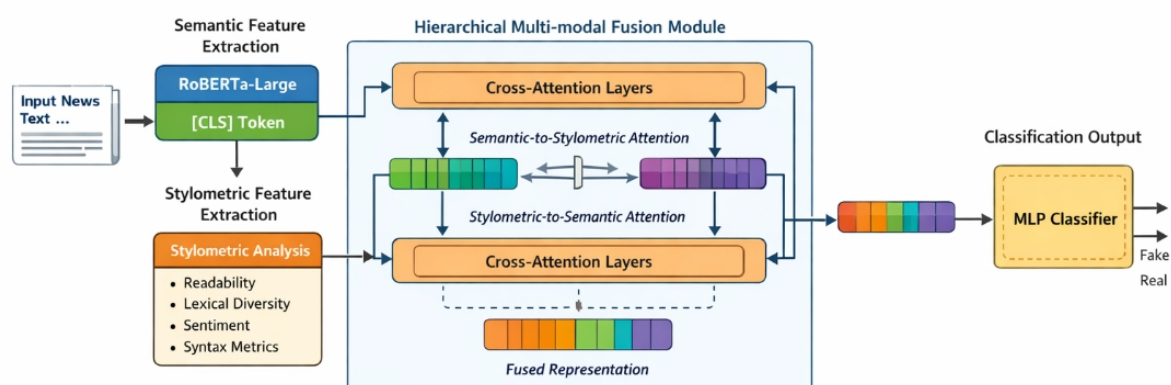 Semantic Feature
Extraction
Hierarchical Multi-modal Fusion Module
Input News
Text ...
RoBERTa-Large
[CLS] Token
Cross-Attention Layers
Semantic-to-Stylometric Attention
Stylometric Feature
Extraction
Stylometric-to-Semantic Attention
Stylometric Analysis
• Readability
• Lexical Diversity
• Sentiment
• Syntax Metrics
Cross-Attention Layers
Fused Representation
Classification Output
MLP Classifier
Fake
Real